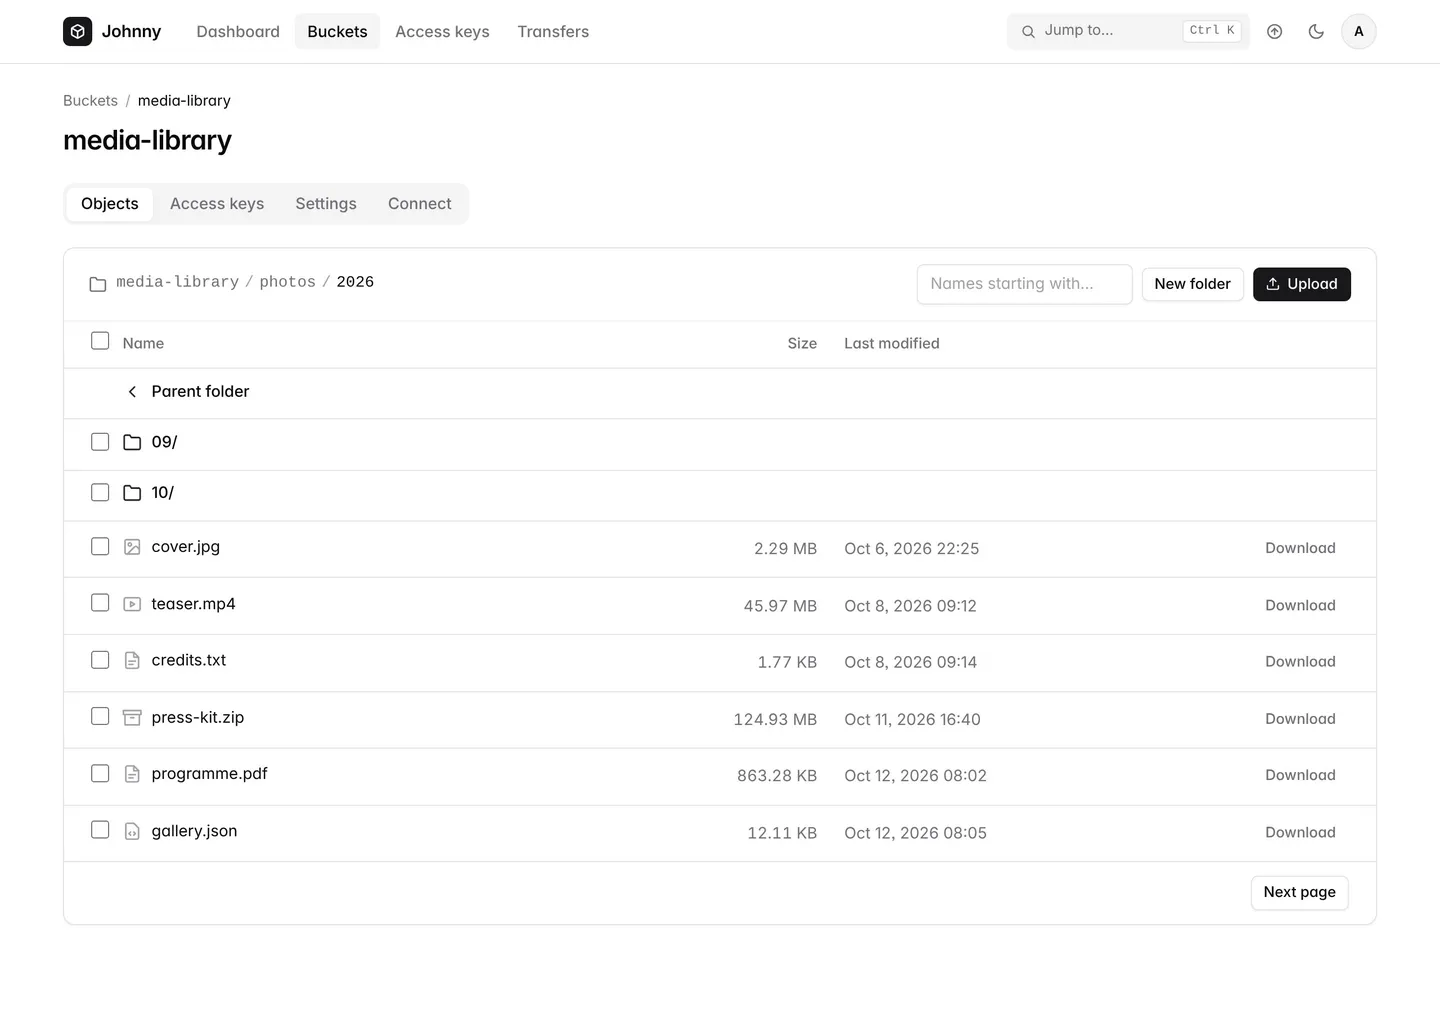 Johnny Dashboard Buckets Access keys Transfers Jump to... Ctrl K A
Buckets / media-library
media-library
Objects Access keys Settings Connect
media-library / photos / 2026 Names starting with... New folder Upload
Name Size Last modified
Parent folder
09/
10/
cover.jpg 2.29 MB Oct 6, 2026 22:25 Download
teaser.mp4 45.97 MB Oct 8, 2026 09:12 Download
credits.txt 1.77 KB Oct 8, 2026 09:14 Download
press-kit.zip 124.93 MB Oct 11, 2026 16:40 Download
programme.pdf 863.28 KB Oct 12, 2026 08:02 Download
gallery.json 12.11 KB Oct 12, 2026 08:05 Download
Next page